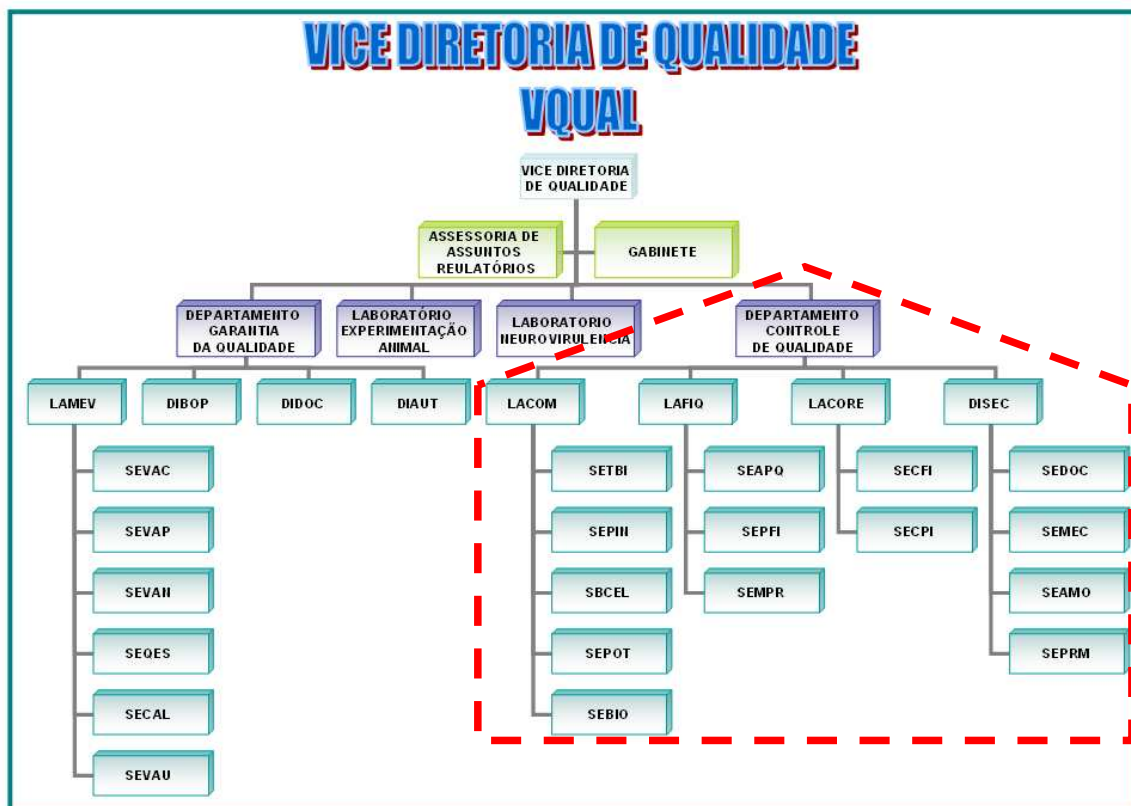 VICE DIRETORIA DE QUALIDADE
VQUAL
VICE DIRETORIA
DE QUALIDADE
ASSESSORIA DE
ASSUNTOS
REULATÓRIOS
GABINETE
DEPARTAMENTO
GARANTIA
DA QUALIDADE
LABORATÓRIO
EXPERIMENTAÇÃO
ANIMAL
LABORATORIO
NEUROVIRULENCIA
DEPARTAMENTO
CONTROLE
DE QUALIDADE
LAMEV
DIBOP
DIDOC
DIAUT
LACOM
LAFIQ
LACORE
DISEC
SEVAC
SEVAP
SEVAN
SEQES
SECAL
SEVAU
SETBI
SEPIN
SBCEL
SEPOT
SEBIO
SEAPQ
SEPFI
SEMPR
SECFI
SECPI
SEDOC
SEMEC
SEAMO
SEPRM